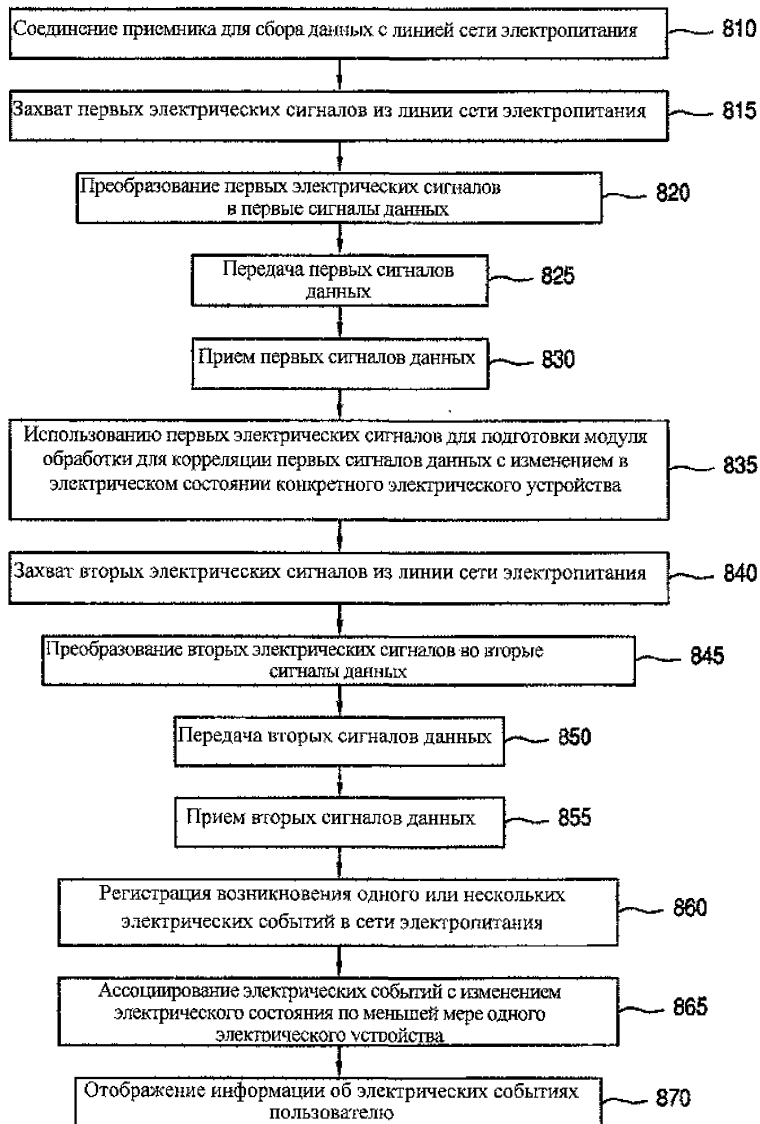 Соединение приемника для сбора данных с линией сети электропитания 810
Захват первых электрических сигналов из линии сети электропитания 815
Преобразование первых электрических сигналов
в первые сигналы данных 820
Передача первых сигналов
данных 825
Прием первых сигналов данных 830
Использованию первых электрических сигналов для подготовки модуля
обработки для корреляции первых сигналов данных с изменением в
электрическом состоянии конкретного электрического устройства 835
Захват вторых электрических сигналов из линии сети электропитания 840
Преобразование вторых электрических сигналов во вторые
сигналы данных 845
Передача вторых сигналов данных 850
Прием вторых сигналов данных 855
Регистрация возникновения одного или нескольких
электрических событий в сети электропитания 860
Ассоциирование электрических событий с изменением
электрического состояния по меньшей мере одного
электрического устройства 865
Отображение информации об электрических событиях
пользователю 870